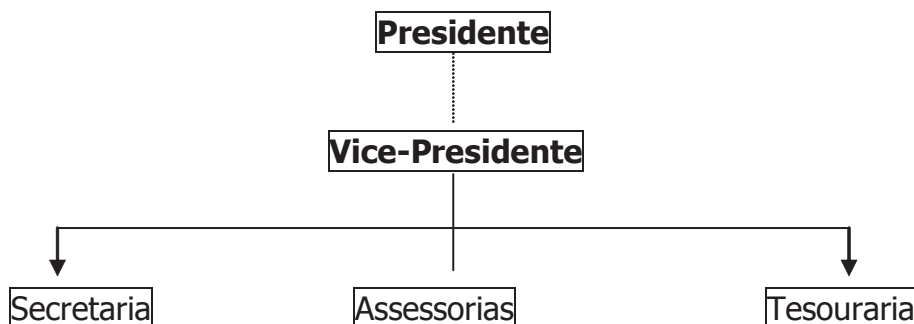 Presidente
Vice-Presidente
Secretaria Assessorias Tesouraria